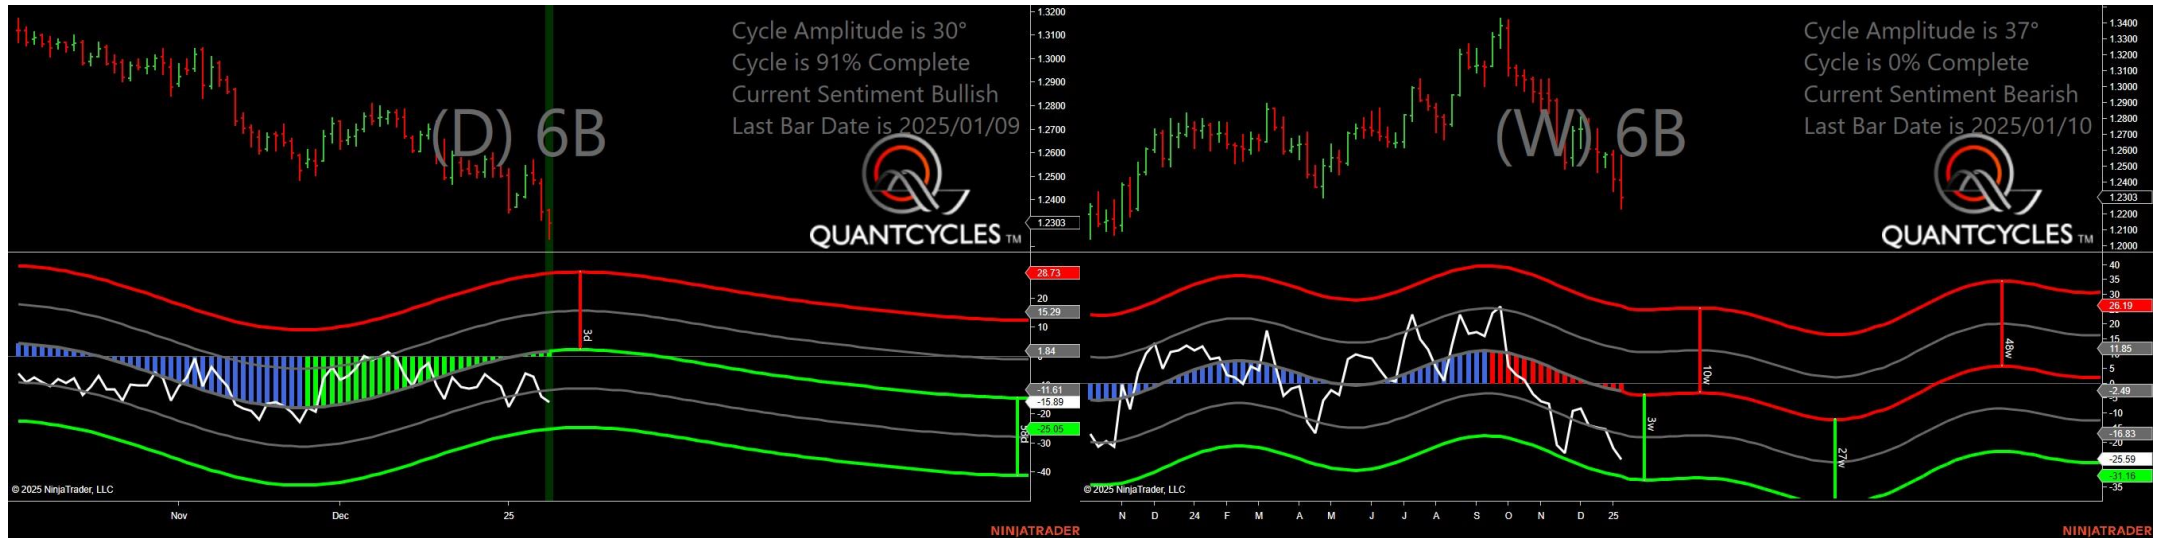 Cycle Amplitude is 30°
Cycle is 91% Complete
Current Sentiment Bullish
Last Bar Date is 2025/01/09
(D) 6B
QUANTCYCLES TM
1.3200
1.3100
1.3000
1.2900
1.2800
1.2700
1.2600
1.2500
1.2400
1.2303
28.73
20
15.29
10
1.84
-11.61
-15.89
-20
-25.05
-30
-40
3d
58d
© 2025 NinjaTrader, LLC
Nov
Dec
25
NINJATRADER
Cycle Amplitude is 37°
Cycle is 0% Complete
Current Sentiment Bearish
Last Bar Date is 2025/01/10
(W) 6B
QUANTCYCLES TM
1.3400
1.3300
1.3200
1.3100
1.3000
1.2900
1.2800
1.2700
1.2600
1.2500
1.2400
1.2303
1.2200
1.2100
1.2000
40
35
30
26.19
20
15
11.85
5
-2.49
-10
-16.83
-25.59
-31.16
-35
10w
48w
3w
27w
© 2025 NinjaTrader, LLC
N D 24 F M A M J J A S O N D 25
NINJATRADER